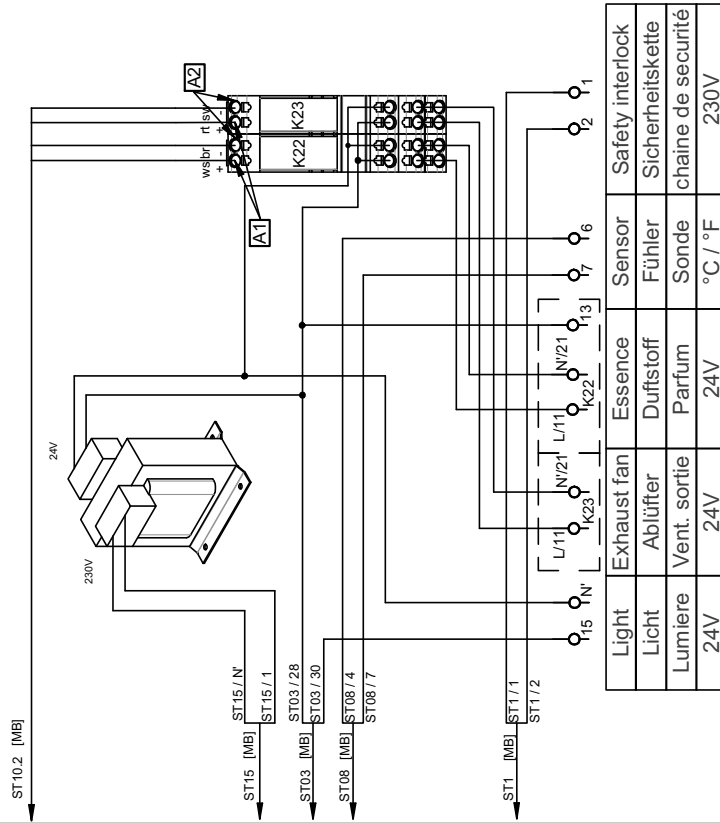 ST10.2 [MB]
24V
230V
ws br
+ -
rt sw
+ -
A2
A1
K23
K22
ST15 / N'
ST15 / 1
ST15 [MB]
ST03 / 28
ST03 / 30
ST03 [MB]
ST08 / 4
ST08 / 7
ST08 [MB]
ST1 / 1
ST1 / 2
ST1 [MB]
15
N'
L/11
N'/21
K23
L/11
N'/21
K22
13
7
6
2
1
Light
Licht
Lumiere
24V
Exhaust fan
Ablüfter
Vent. sortie
24V
Essence
Duftstoff
Parfum
24V
Sensor
Fühler
Sonde
°C / °F
Safety interlock
Sicherheitskette
chaine de securité
230V